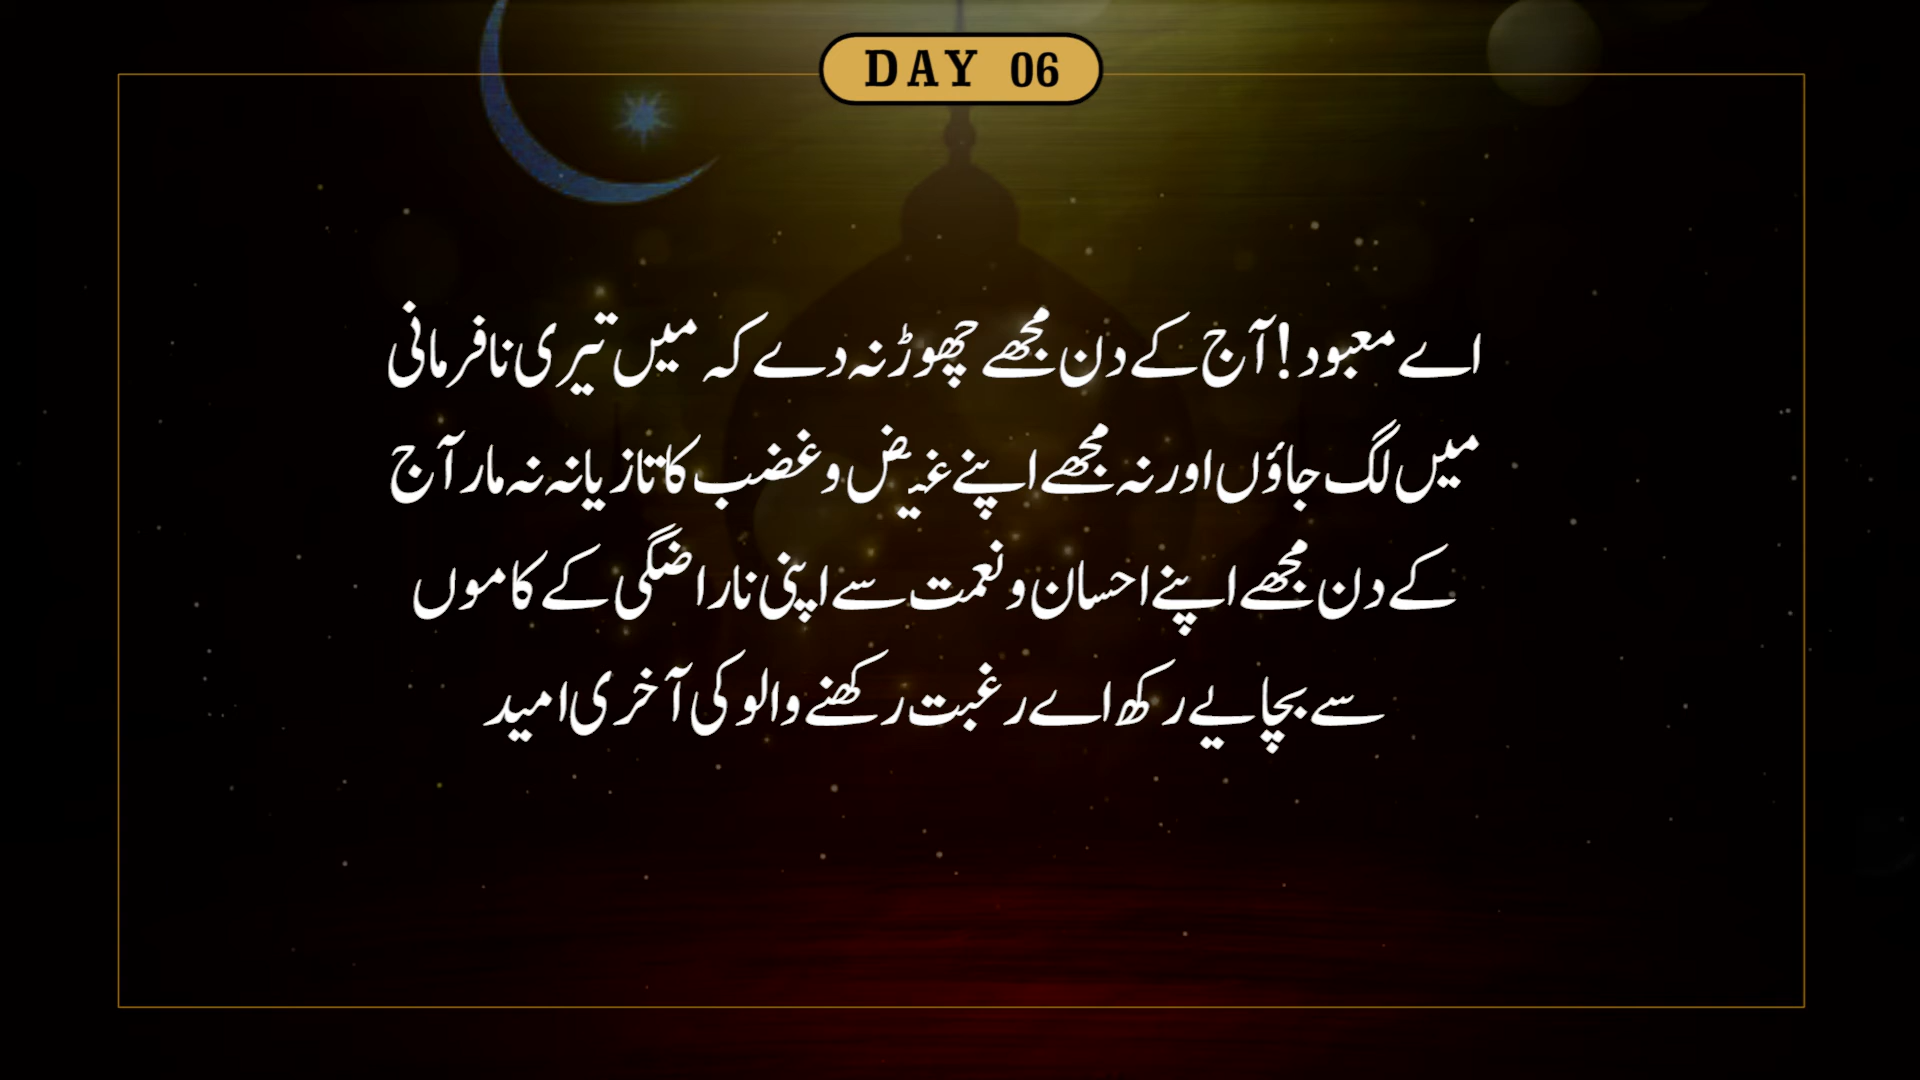 DAY 06
اے معبود! آج کے دن مجھے چھوڑ نہ دے کہ میں تیری نافرمانی
میں لگ جاؤں اور نہ مجھے اپنے غیض و غضب کا تازیانہ نہ مار آج
کے دن مجھے اپنے احسان و نعمت سے اپنی ناراضگی کے کاموں
سے بچایے رکھ اے رغبت رکھنے والو کی آخری امید